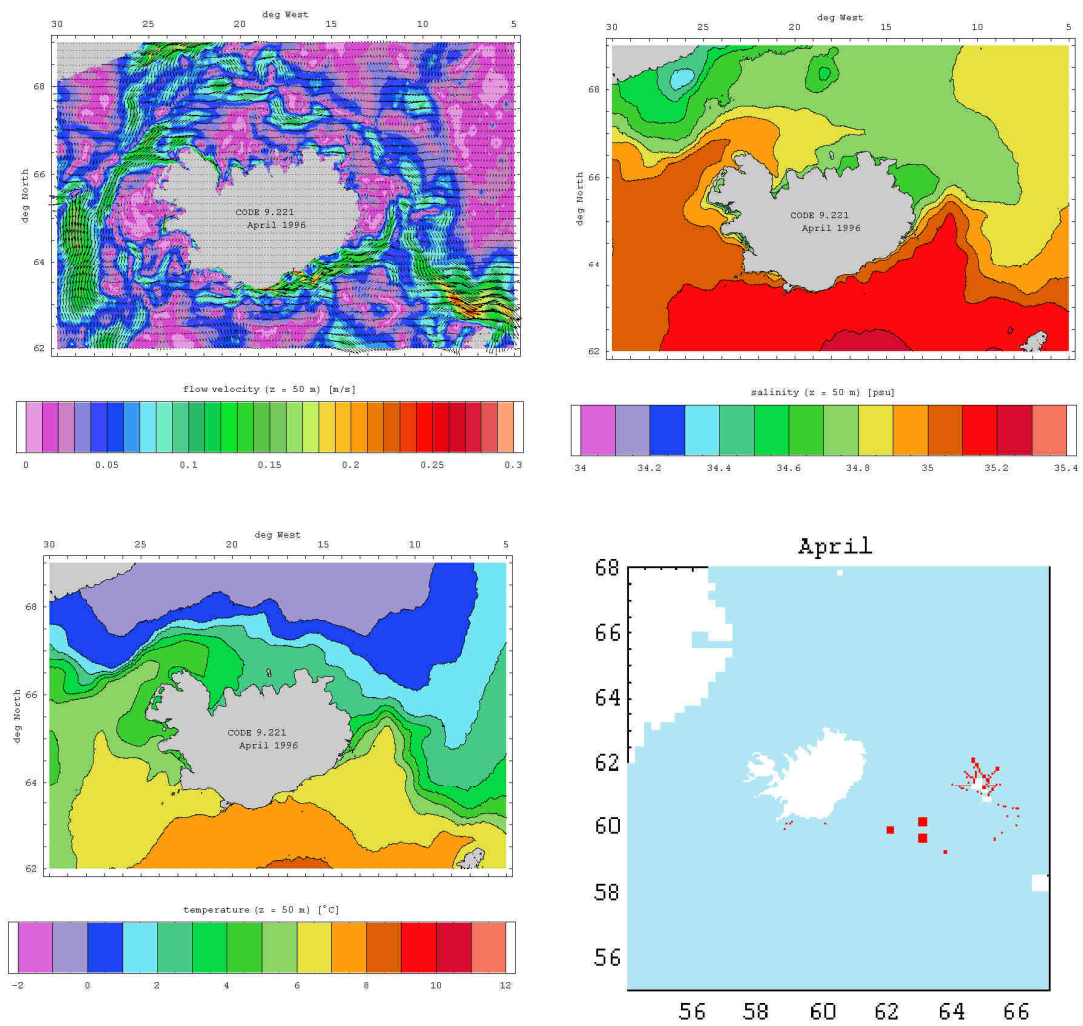 deg West
30 25 20 15 10 5
68
66
64
62
deg North
CODE 9.221
April 1996
flow velocity (z = 50 m) [m/s]
0 0.05 0.1 0.15 0.2 0.25 0.3
deg West
30 25 20 15 10 5
68
66
64
62
deg North
CODE 9.221
April 1996
salinity (z = 50 m) [psu]
34 34.2 34.4 34.6 34.8 35 35.2 35.4
deg West
30 25 20 15 10 5
68
66
64
62
deg North
CODE 9.221
April 1996
temperature (z = 50 m) [°C]
-2 0 2 4 6 8 10 12
April
68
66
64
62
60
58
56
56 58 60 62 64 66